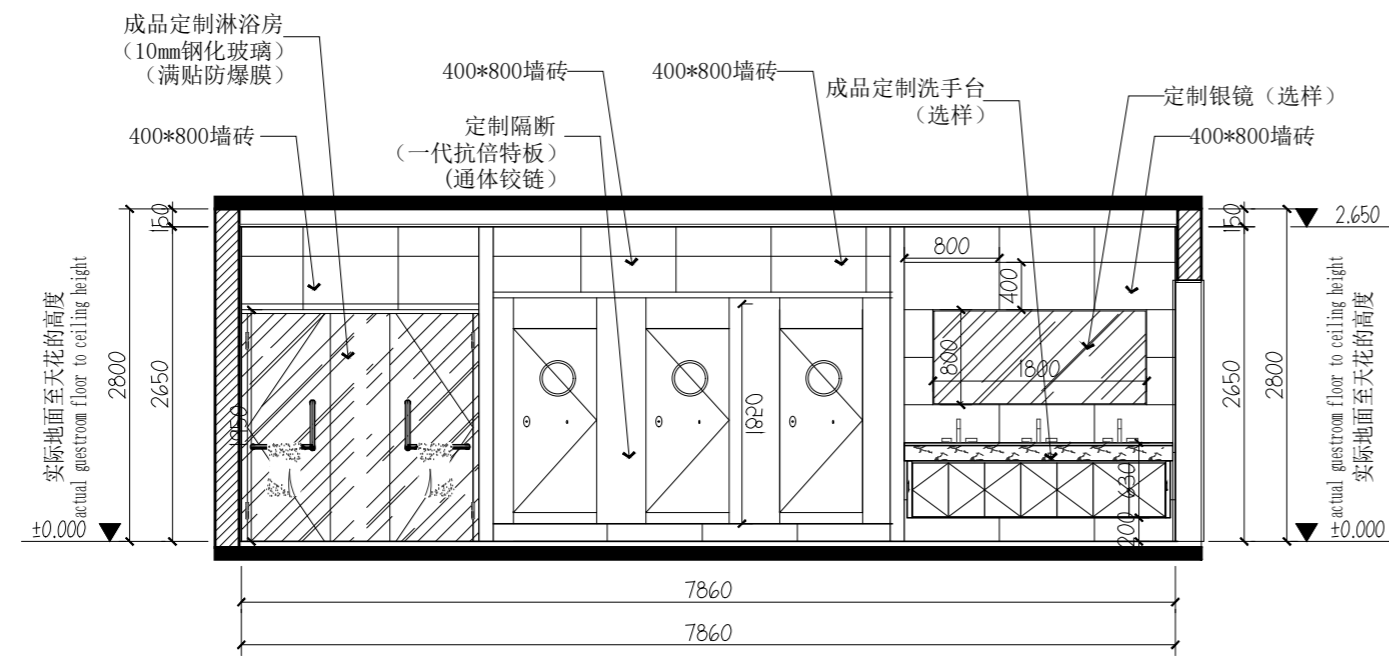 成品定制淋浴房
（10mm钢化玻璃）
（满贴防爆膜）
400*800墙砖
400*800墙砖
定制隔断
（一代抗倍特板）
（通体铰链）
400*800墙砖
成品定制洗手台
（选样）
定制银镜（选样）
400*800墙砖
150
2800
2650
实际地面至天花的高度
actual guestroom floor to ceiling height
±0.000
1850
800
400
800
1800
630
200
150
2.650
2650
2800
actual guestroom floor to ceiling height
实际地面至天花的高度
±0.000
7860
7860